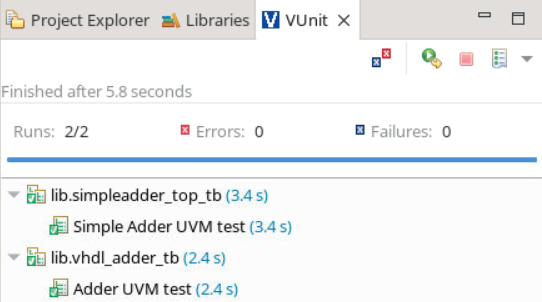 Project Explorer Libraries VUnit
Finished after 5.8 seconds
Runs: 2/2 Errors: 0 Failures: 0
lib.simpleadder_top_tb (3.4 s)
Simple Adder UVM test (3.4 s)
lib.vhdl_adder_tb (2.4 s)
Adder UVM test (2.4 s)